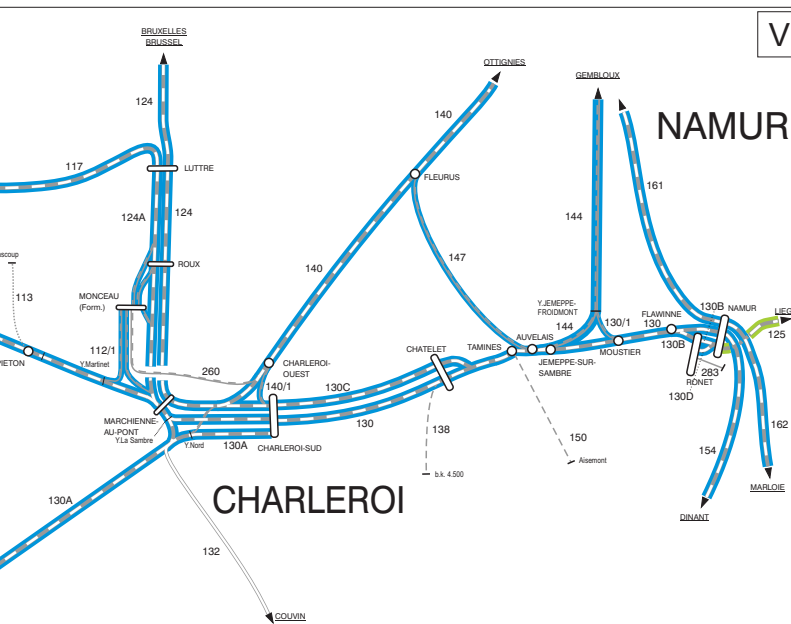 V
BRUXELLES
BRUSSEL
OTTIGNIES
GEMBLOUX
NAMUR
124
140
117
LUTTRE
FLEURUS
161
124A
124
144
147
ROUX
140
113
MONCEAU
(Form.)
Y.JEMEPPE-
FROIDMONT
130B
NAMUR
LIEG
FLAWINNE
130/1
130
144
125
AUVELAIS
TAMINES
CHATELET
112/1
Y.Martinet
PIETON
260
CHARLEROI-
OUEST
JEMEPPE-SUR-
SAMBRE
MOUSTIER
130B
RONET
283
130D
140/1
130C
MARCHIENNE-
AU-PONT
Y.La Sambre
Y.Nord
130
130A
CHARLEROI-SUD
138
150
162
154
Aisemont
b.k. 4.500
MARLOIE
130A
CHARLEROI
DINANT
132
COUVIN